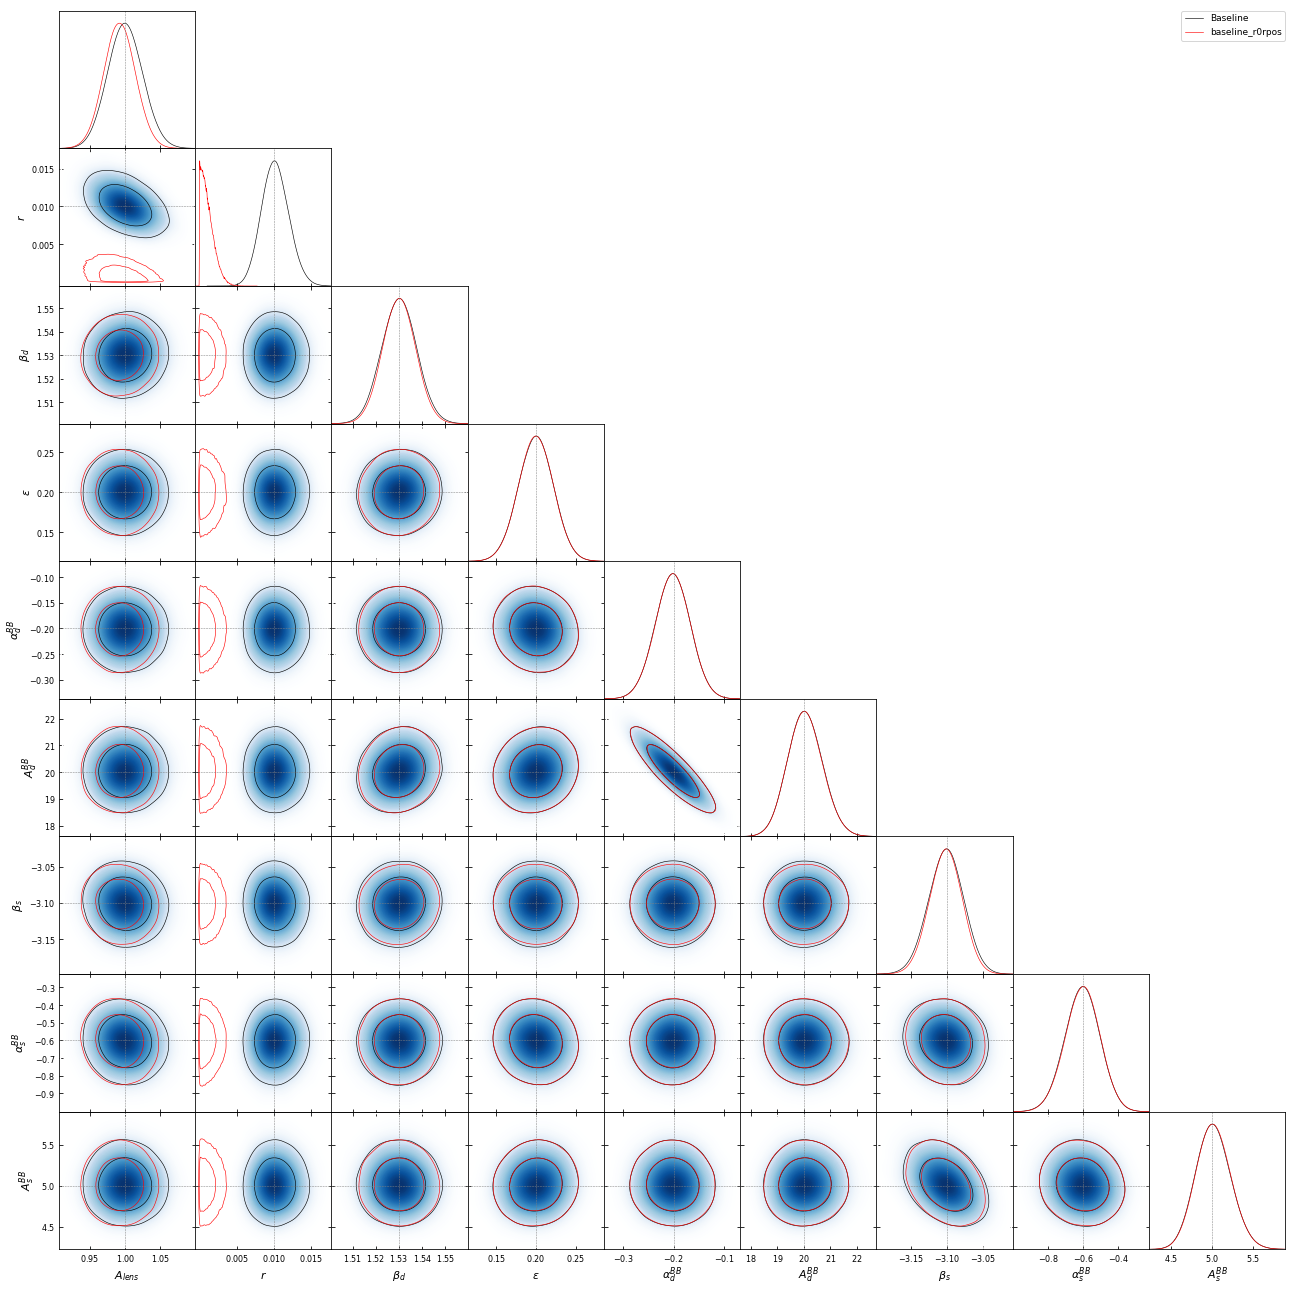 Baseline
baseline_r0rpos
0.015
0.010
0.005
r
1.55
1.54
1.53
1.52
1.51
β_d
0.25
0.20
0.15
ε
−0.10
−0.15
−0.20
−0.25
−0.30
α_d^{BB}
22
21
20
19
18
A_d^{BB}
−3.05
−3.10
−3.15
β_s
−0.3
−0.4
−0.5
−0.6
−0.7
−0.8
−0.9
α_s^{BB}
5.5
5.0
4.5
A_s^{BB}
0.95 1.00 1.05 0.005 0.010 0.015 1.51 1.52 1.53 1.54 1.55 0.15 0.20 0.25 −0.3 −0.2 −0.1 18 19 20 21 22 −3.15 −3.10 −3.05 −0.8 −0.6 −0.4 4.5 5.0 5.5
A_{lens} r β_d ε α_d^{BB} A_d^{BB} β_s α_s^{BB} A_s^{BB}